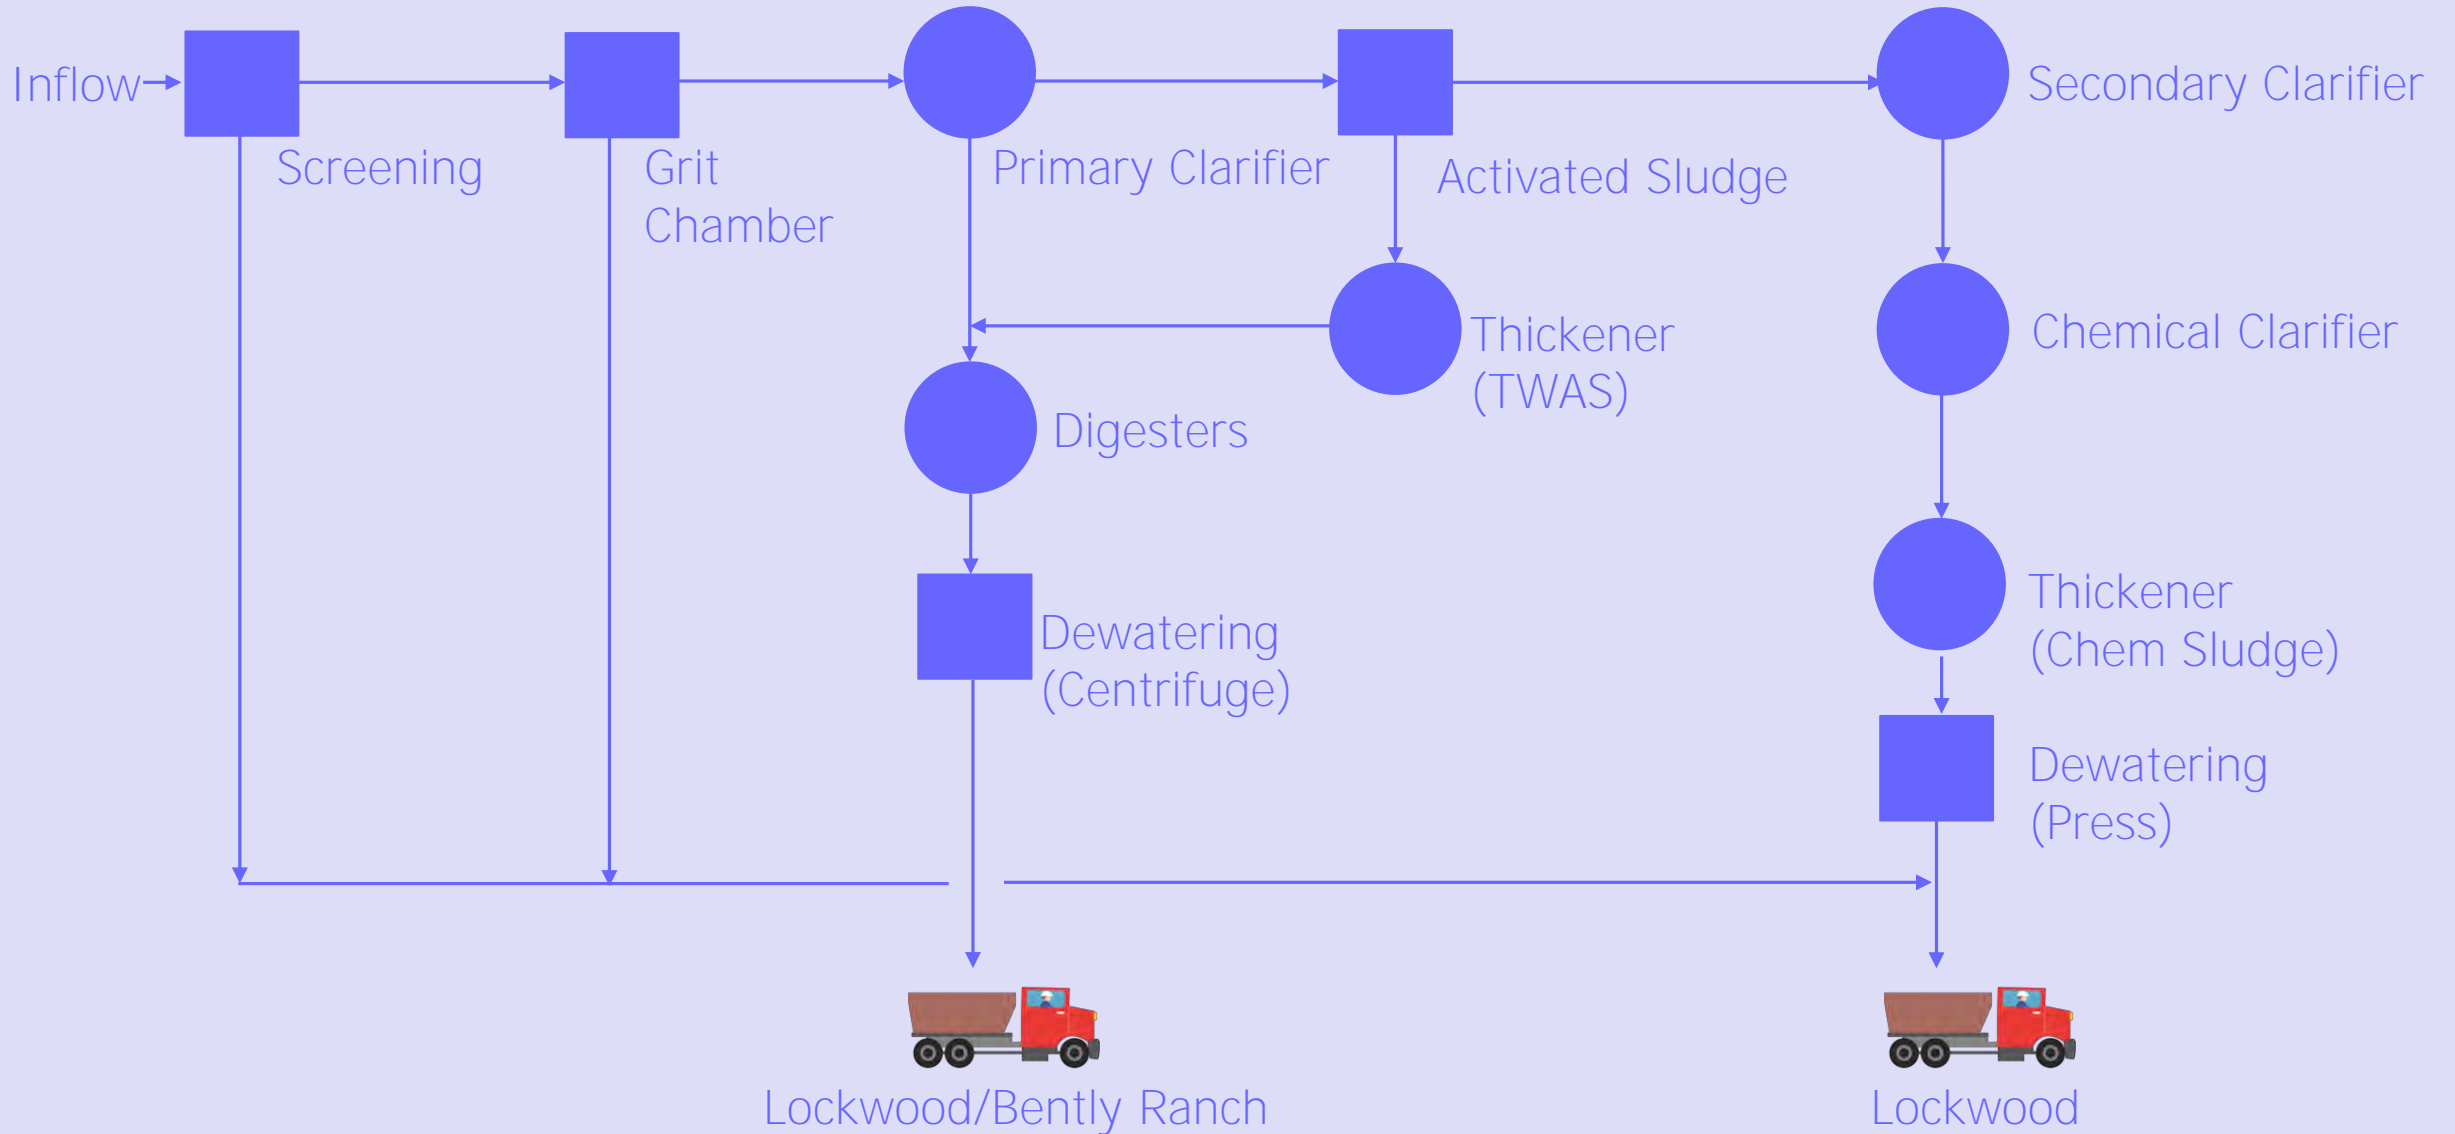 Inflow
Screening
Grit
Chamber
Primary Clarifier
Activated Sludge
Secondary Clarifier
Thickener
(TWAS)
Chemical Clarifier
Digesters
Dewatering
(Centrifuge)
Thickener
(Chem Sludge)
Dewatering
(Press)
Lockwood/Bently Ranch
Lockwood